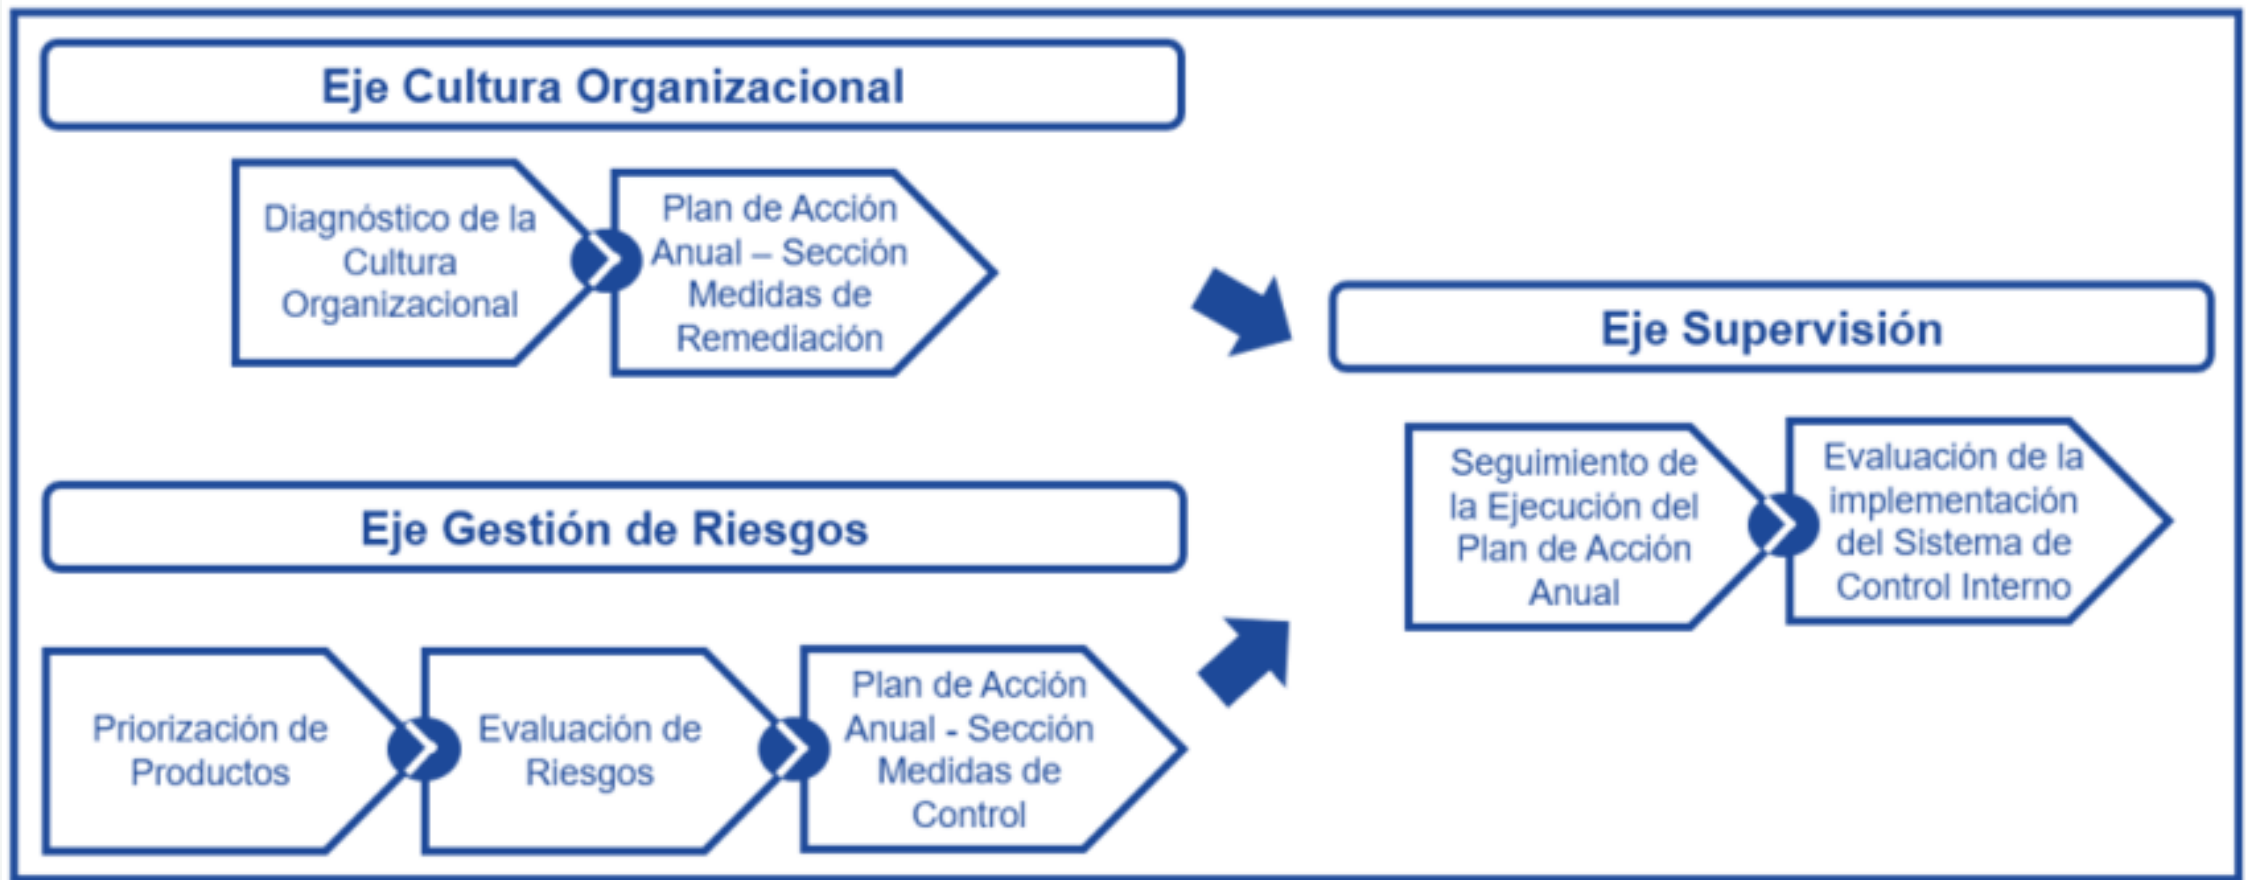 Eje Cultura Organizacional
Diagnóstico de la
Cultura
Organizacional
Plan de Acción
Anual – Sección
Medidas de
Remediación
Eje Gestión de Riesgos
Priorización de
Productos
Evaluación de
Riesgos
Plan de Acción
Anual - Sección
Medidas de
Control
Eje Supervisión
Seguimiento de
la Ejecución del
Plan de Acción
Anual
Evaluación de la
implementación
del Sistema de
Control Interno